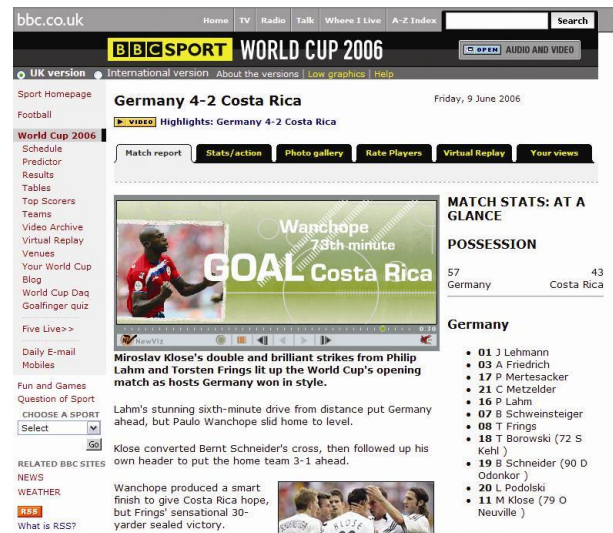 bbc.co.uk
Home TV Radio Talk Where I Live A-Z Index
Search
BBC SPORT WORLD CUP 2006
OPEN AUDIO AND VIDEO
UK version International version About the versions | Low graphics | Help
Sport Homepage
Football
World Cup 2006
Schedule
Predictor
Results
Tables
Top Scorers
Teams
Video Archive
Virtual Replay
Venues
Your World Cup
Blog
World Cup Daq
Goalfinger quiz
Five Live>>
Daily E-mail
Mobiles
Fun and Games
Question of Sport
CHOOSE A SPORT
Select
Go
RELATED BBC SITES
NEWS
WEATHER
RSS
What is RSS?
Germany 4-2 Costa Rica
Friday, 9 June 2006
VIDEO Highlights: Germany 4-2 Costa Rica
Match report Stats/action Photo gallery Rate Players Virtual Replay Your views
Wanchope
73th minute
GOAL Costa Rica
0:30
NewViz
Miroslav Klose's double and brilliant strikes from Philip
Lahm and Torsten Frings lit up the World Cup's opening
match as hosts Germany won in style.
Lahm's stunning sixth-minute drive from distance put Germany
ahead, but Paulo Wanchope slid home to level.
Klose converted Bernt Schneider's cross, then followed up his
own header to put the home team 3-1 ahead.
Wanchope produced a smart
finish to give Costa Rica hope,
but Frings' sensational 30-
yarder sealed victory.
KLOSE
MATCH STATS: AT A
GLANCE
POSSESSION
57 43
Germany Costa Rica
Germany
01 J Lehmann
03 A Friedrich
17 P Mertesacker
21 C Metzelder
16 P Lahm
07 B Schweinsteiger
08 T Frings
18 T Borowski (72 S
Kehl )
19 B Schneider (90 D
Odonkor )
20 L Podolski
11 M Klose (79 O
Neuville )